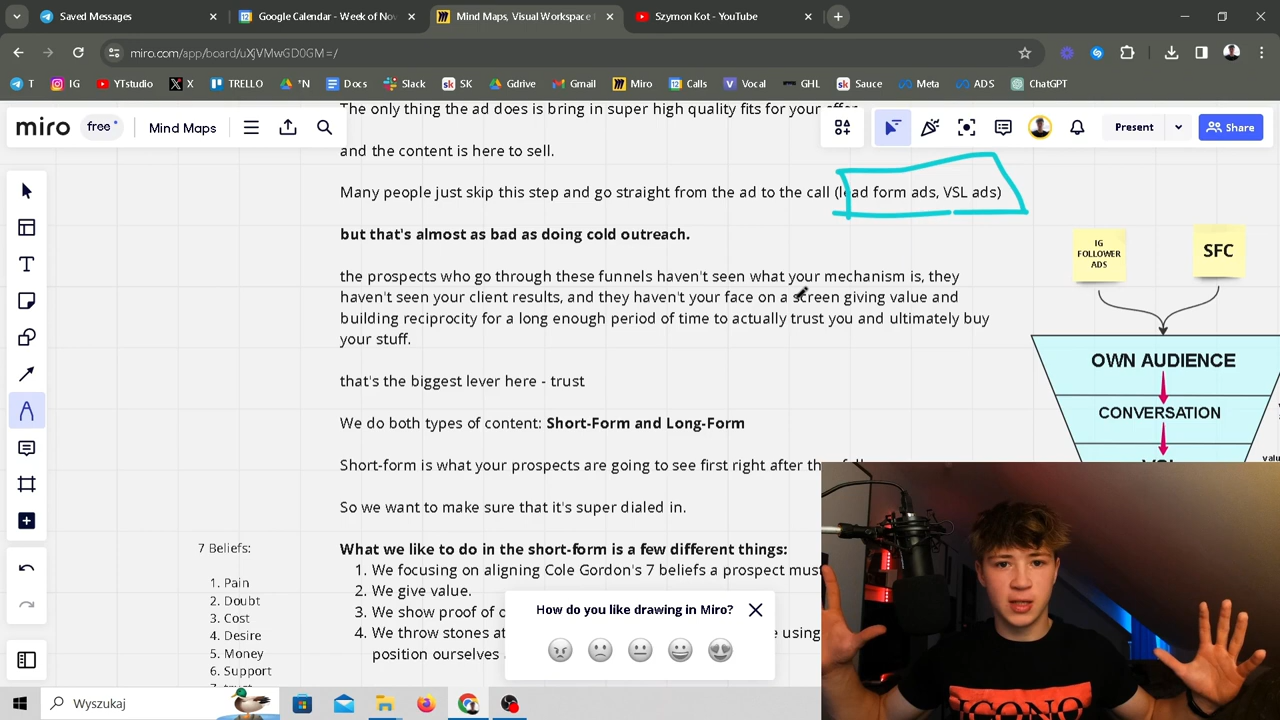 Saved Messages
Google Calendar - Week of Nov
Mind Maps, Visual Workspace
Szymon Kot - YouTube
miro.com/app/board/uXjVMwGD0GM=/
T
IG
YTstudio
X
TRELLO
*N
Docs
Slack
SK
Gdrive
Gmail
Miro
Calls
Vocal
GHL
Sauce
Meta
ADS
ChatGPT
The only thing the ad does is bring in super high quality fits for your offer
miro
free
Mind Maps
Present
Share
and the content is here to sell.
Many people just skip this step and go straight from the ad to the call (lead form ads, VSL ads)
but that's almost as bad as doing cold outreach.
the prospects who go through these funnels haven't seen what your mechanism is, they
haven't seen your client results, and they haven't your face on a screen giving value and
building reciprocity for a long enough period of time to actually trust you and ultimately buy
your stuff.
that's the biggest lever here - trust
We do both types of content: Short-Form and Long-Form
Short-form is what your prospects are going to see first right after
So we want to make sure that it's super dialed in.
What we like to do in the short-form is a few different things:
1. We focusing on aligning Cole Gordon's 7 beliefs a prospect
2. We give value.
3. We show proof of
4. We throw stones at
using
position ourselves
7 Beliefs:
1. Pain
2. Doubt
3. Cost
4. Desire
5. Money
6. Support
7. trust
IG
FOLLOWER
ADS
SFC
OWN AUDIENCE
CONVERSATION
VSL
How do you like drawing in Miro?
Wyszukaj
ICONO